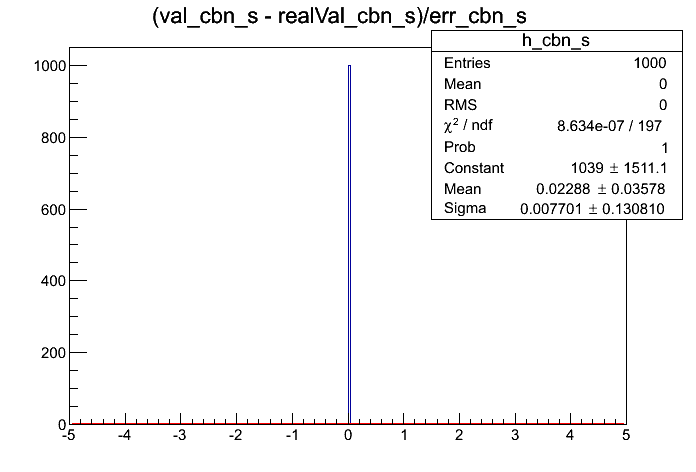 (val_cbn_s - realVal_cbn_s)/err_cbn_s
h_cbn_s
Entries 1000
Mean 0
RMS 0
χ² / ndf 8.634e-07 / 197
Prob 1
Constant 1039 ± 1511.1
Mean 0.02288 ± 0.03578
Sigma 0.007701 ± 0.130810
1000
800
600
400
200
0
-5 -4 -3 -2 -1 0 1 2 3 4 5